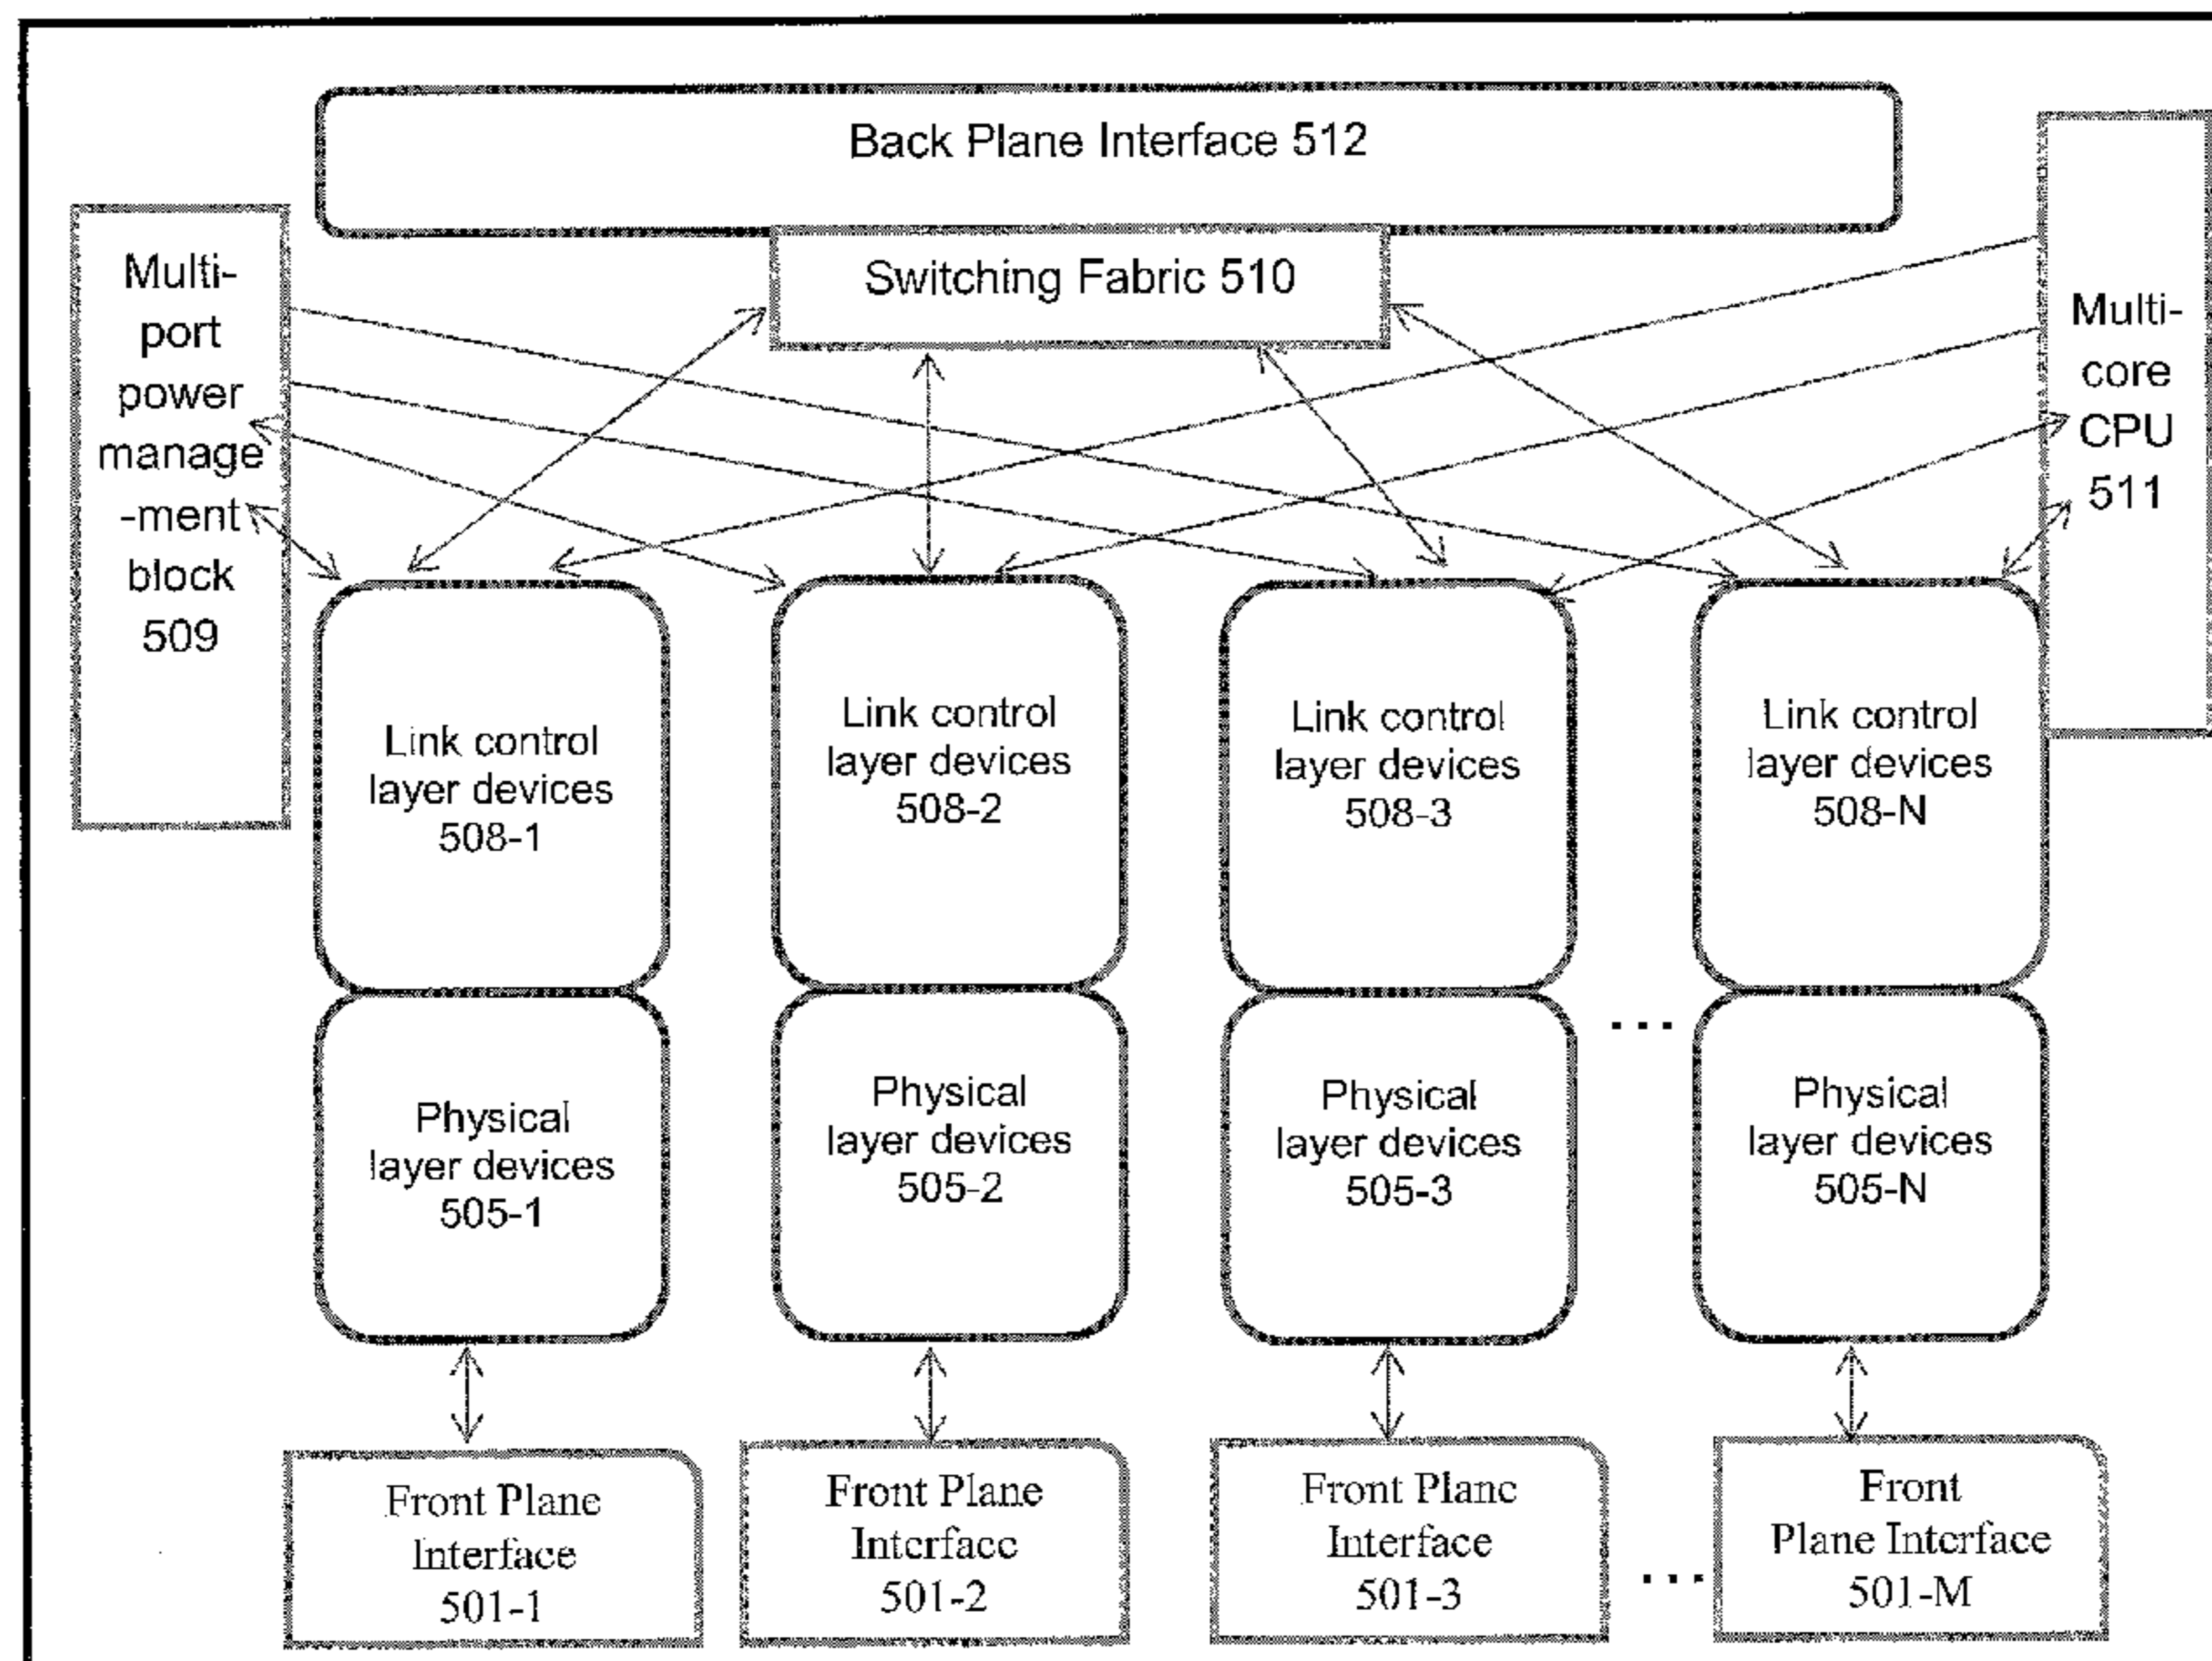 Back Plane Interface 512
Switching Fabric 510
Multi-
port
power
manage
-ment
block
509
Multi-
core
CPU
511
Link control
layer devices
508-1
Link control
layer devices
508-2
Link control
layer devices
508-3
Link control
layer devices
508-N
Physical
layer devices
505-1
Physical
layer devices
505-2
Physical
layer devices
505-3
...
Physical
layer devices
505-N
Front Plane
Interface
501-1
Front Plane
Interface
501-2
Front Plane
Interface
501-3
...
Front
Plane Interface
501-M